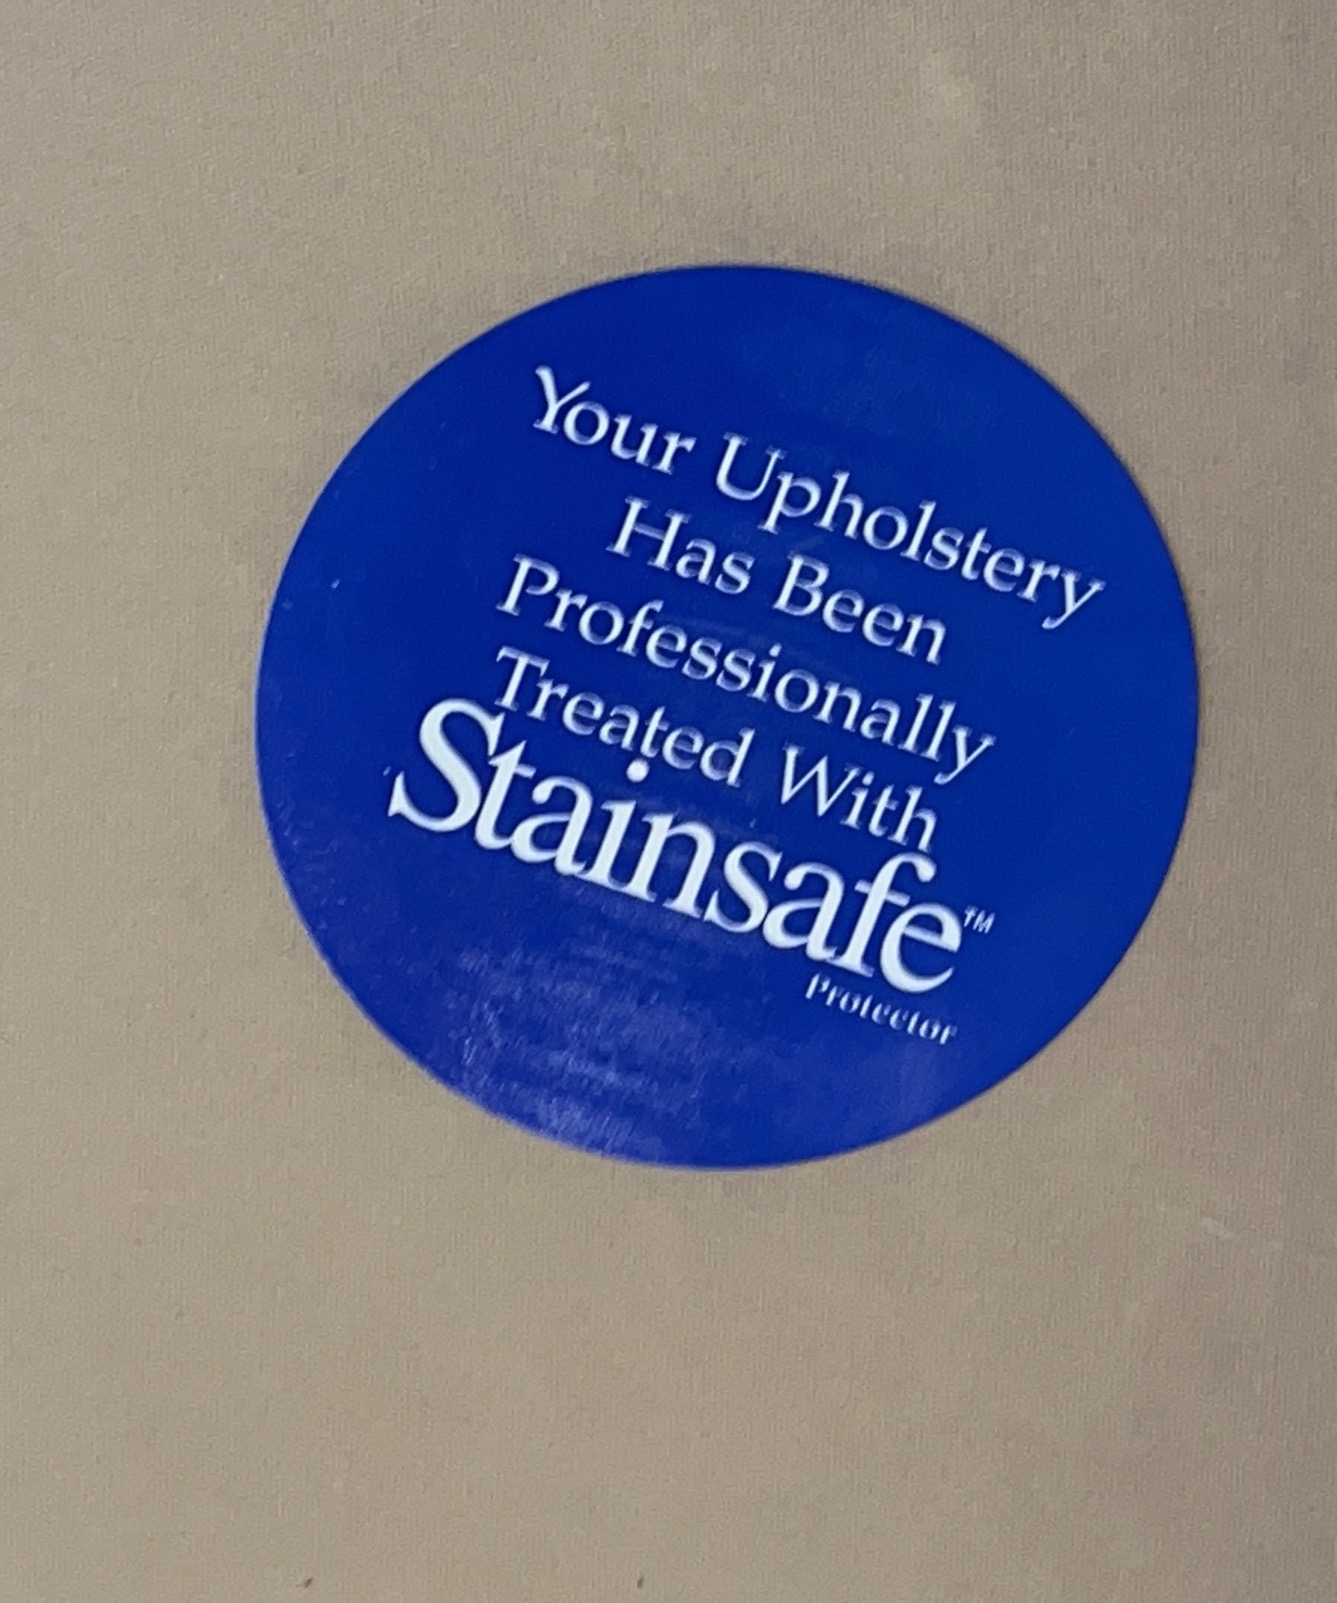 Your Upholstery
Has Been
Professionally
Treated With
Stainsafe™
Protector